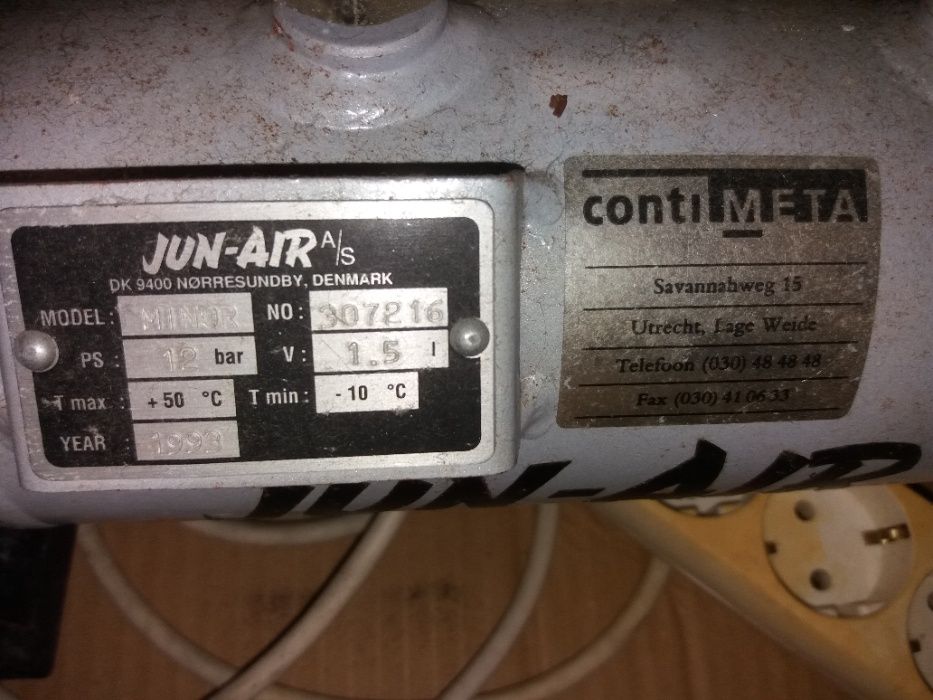 JUN-AIR A/S
DK 9400 NØRRESUNDBY, DENMARK
MODEL: MINOR NO: 307216
PS: 12 bar V: 1.5 l
T max: +50 °C T min: -10 °C
YEAR 1993
conti META
Savannahweg 15
Utrecht, Lage Weide
Telefoon (030) 48 48 48
Fax (030) 41 06 33
JUN-AIR